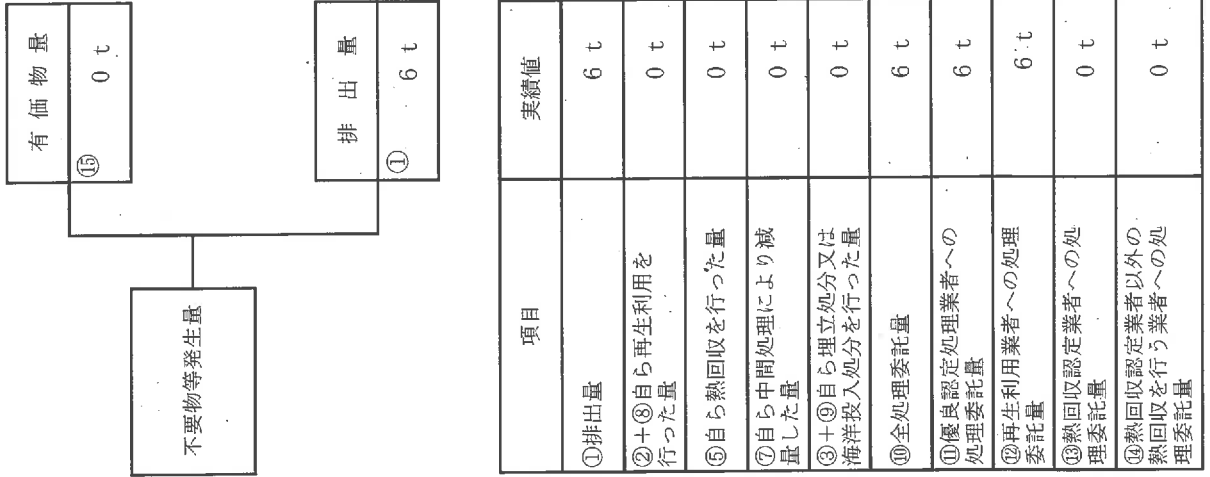 有価物量
⑮
0 t
不要物等発生量
排出量
①
6 t
項目
実績値
①排出量
6 t
②＋⑧自ら再生利用を
行った量
0 t
⑤自ら熱回収を行った量
0 t
⑦自ら中間処理により減
量した量
0 t
③＋⑨自ら埋立処分又は
海洋投入処分を行った量
0 t
⑩全処理委託量
6 t
⑪優良認定処理業者への
処理委託量
6 t
⑫再生利用業者への処理
委託量
6 t
⑬熱回収認定業者への処
理委託量
0 t
⑭熱回収認定業者以外の
熱回収を行う業者への処
理委託量
0 t